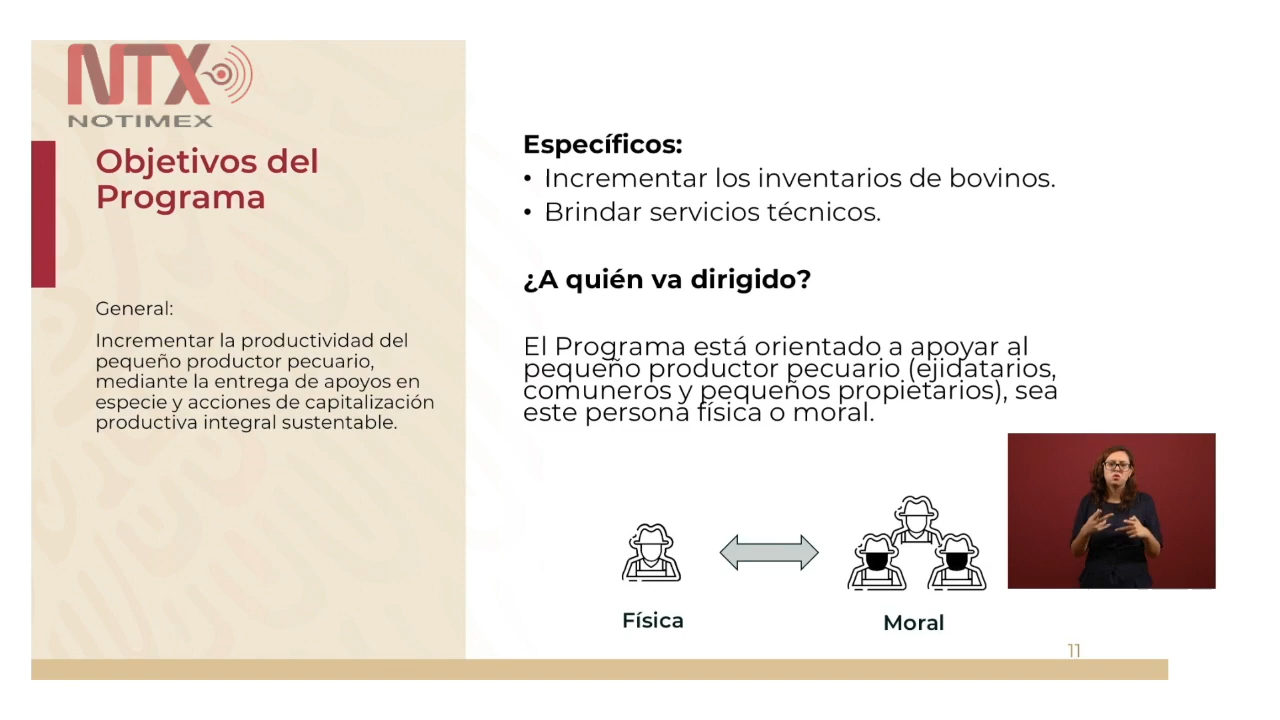 NTX
NOTIMEX
Objetivos del
Programa
General:
Incrementar la productividad del
pequeño productor pecuario,
mediante la entrega de apoyos en
especie y acciones de capitalización
productiva integral sustentable.
Específicos:
• Incrementar los inventarios de bovinos.
• Brindar servicios técnicos.
¿A quién va dirigido?
El Programa está orientado a apoyar al
pequeño productor pecuario (ejidatarios,
comuneros y pequeños propietarios), sea
este persona física o moral.
Física
Moral
11